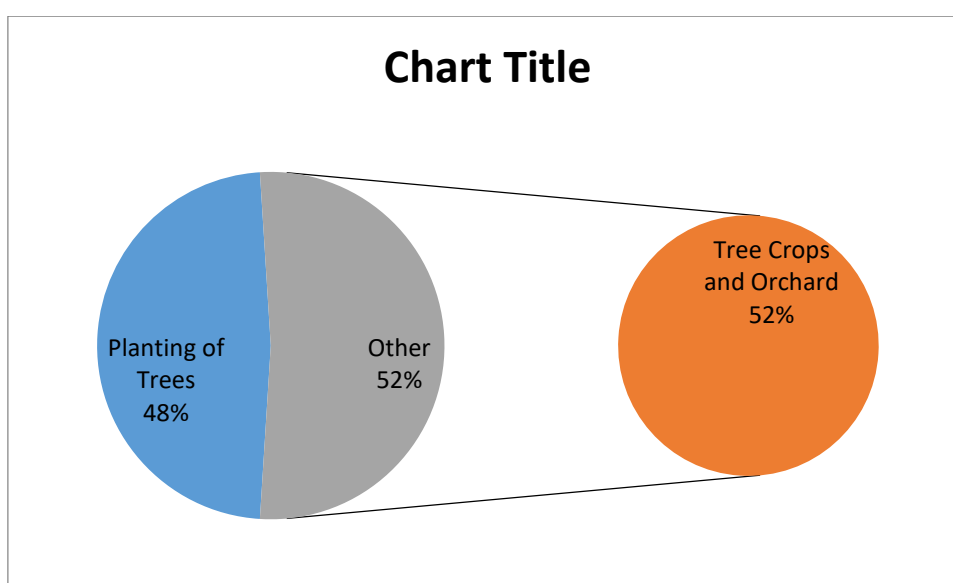 Chart Title
Planting of
Trees
48%
Other
52%
Tree Crops
and Orchard
52%